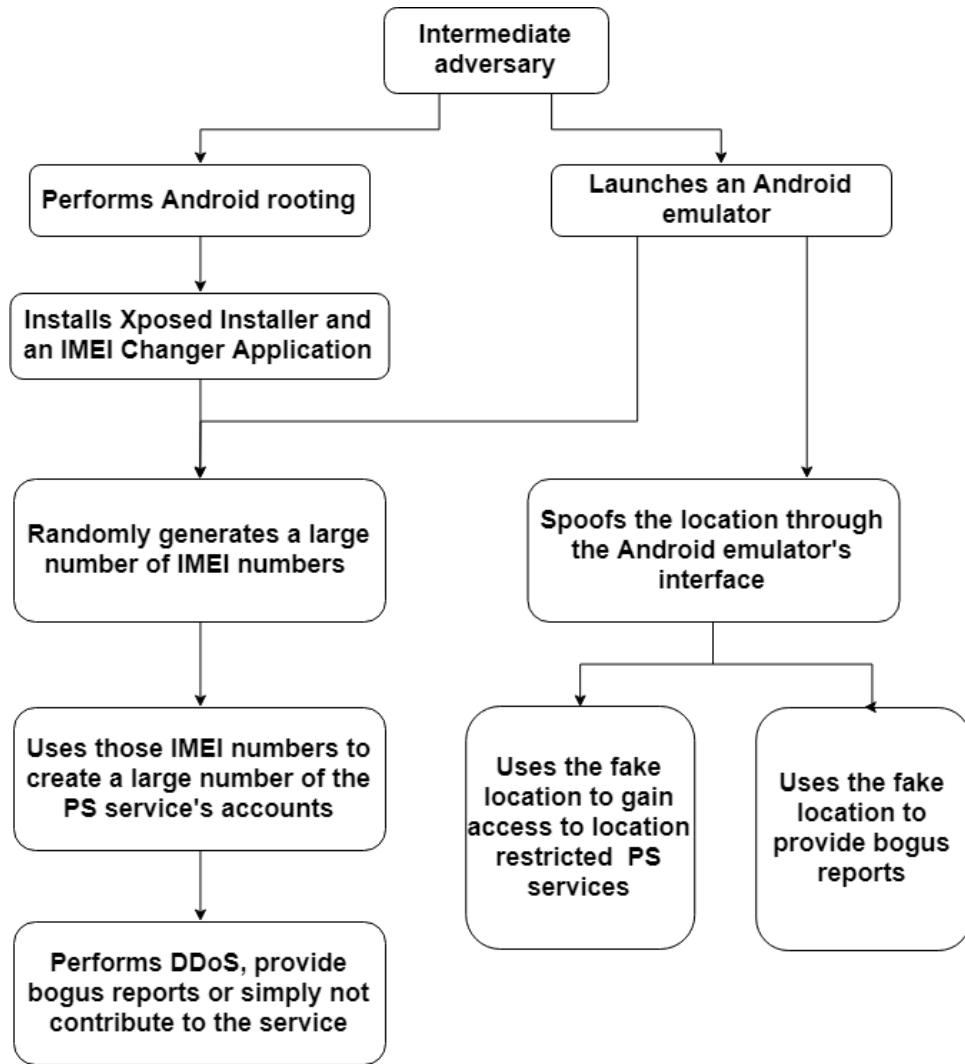 Intermediate
adversary
Performs Android rooting
Launches an Android
emulator
Installs Xposed Installer and
an IMEI Changer Application
Randomly generates a large
number of IMEI numbers
Spoofs the location through
the Android emulator's
interface
Uses those IMEI numbers to
create a large number of the
PS service's accounts
Uses the fake
location to gain
access to location
restricted PS
services
Uses the fake
location to
provide bogus
reports
Performs DDoS, provide
bogus reports or simply not
contribute to the service